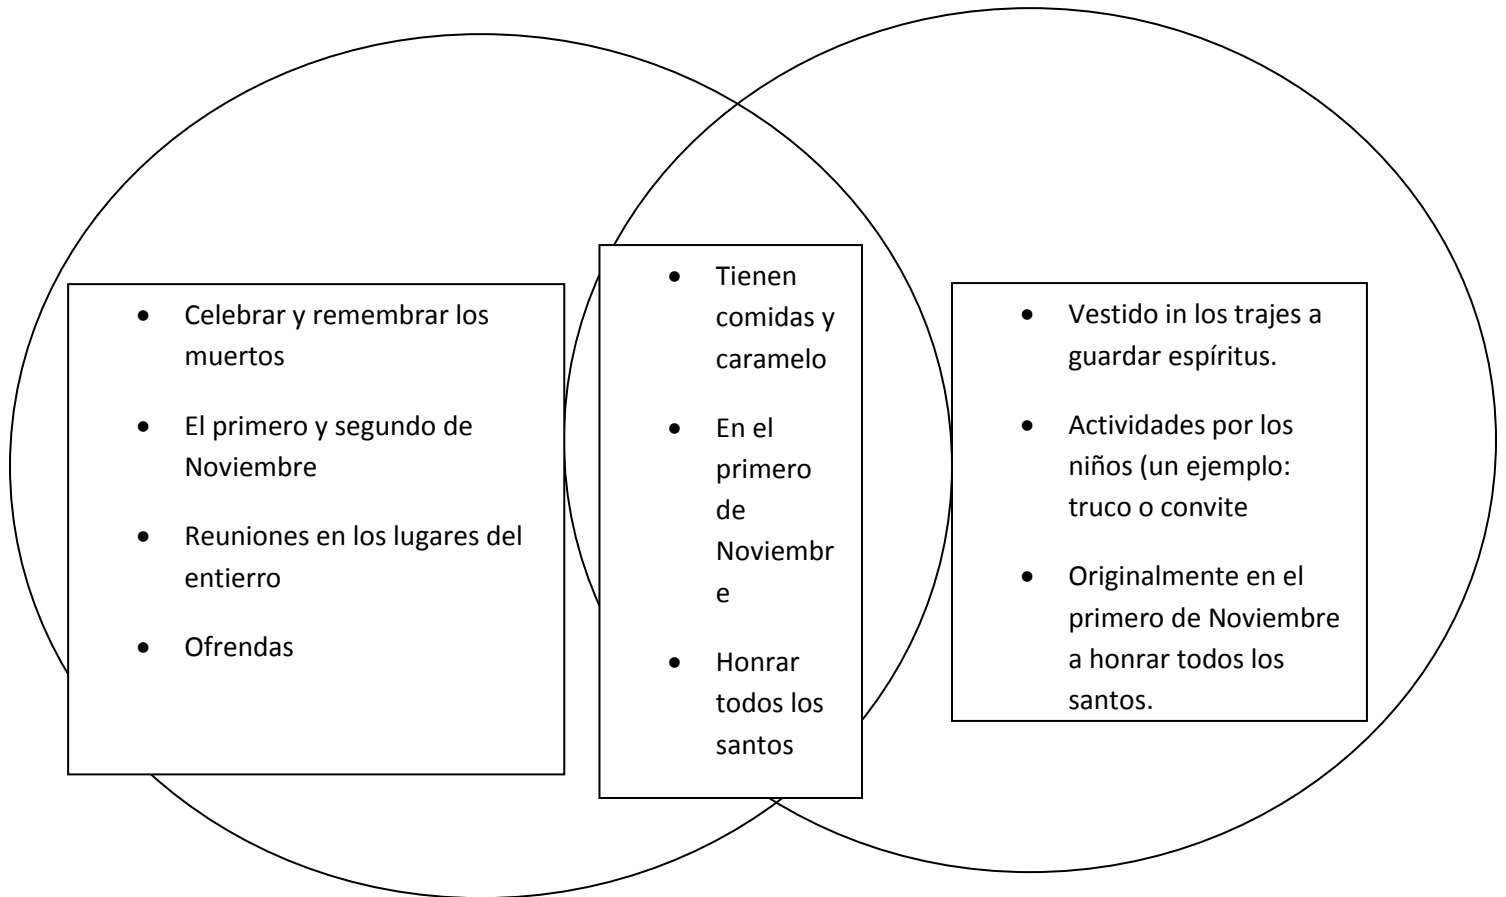 Celebrar y remembrar los
muertos
El primero y segundo de
Noviembre
Reuniones en los lugares del
entierro
Ofrendas
Tienen
comidas y
caramelo
En el
primero
de
Noviembr
e
Honrar
todos los
santos
Vestido in los trajes a
guardar espíritus.
Actividades por los
niños (un ejemplo:
truco o convite
Originalmente en el
primero de Noviembre
a honrar todos los
santos.